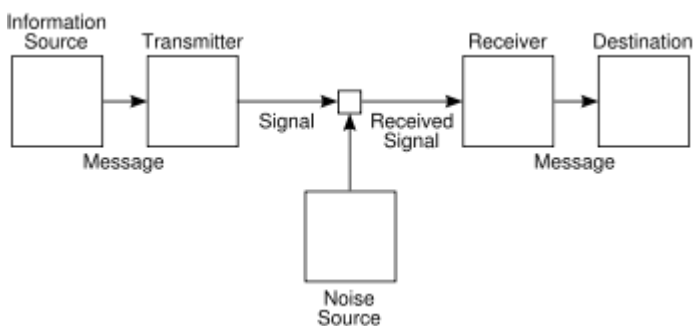 Information
Source
Transmitter
Receiver
Destination
Signal
Received
Signal
Message
Message
Noise
Source